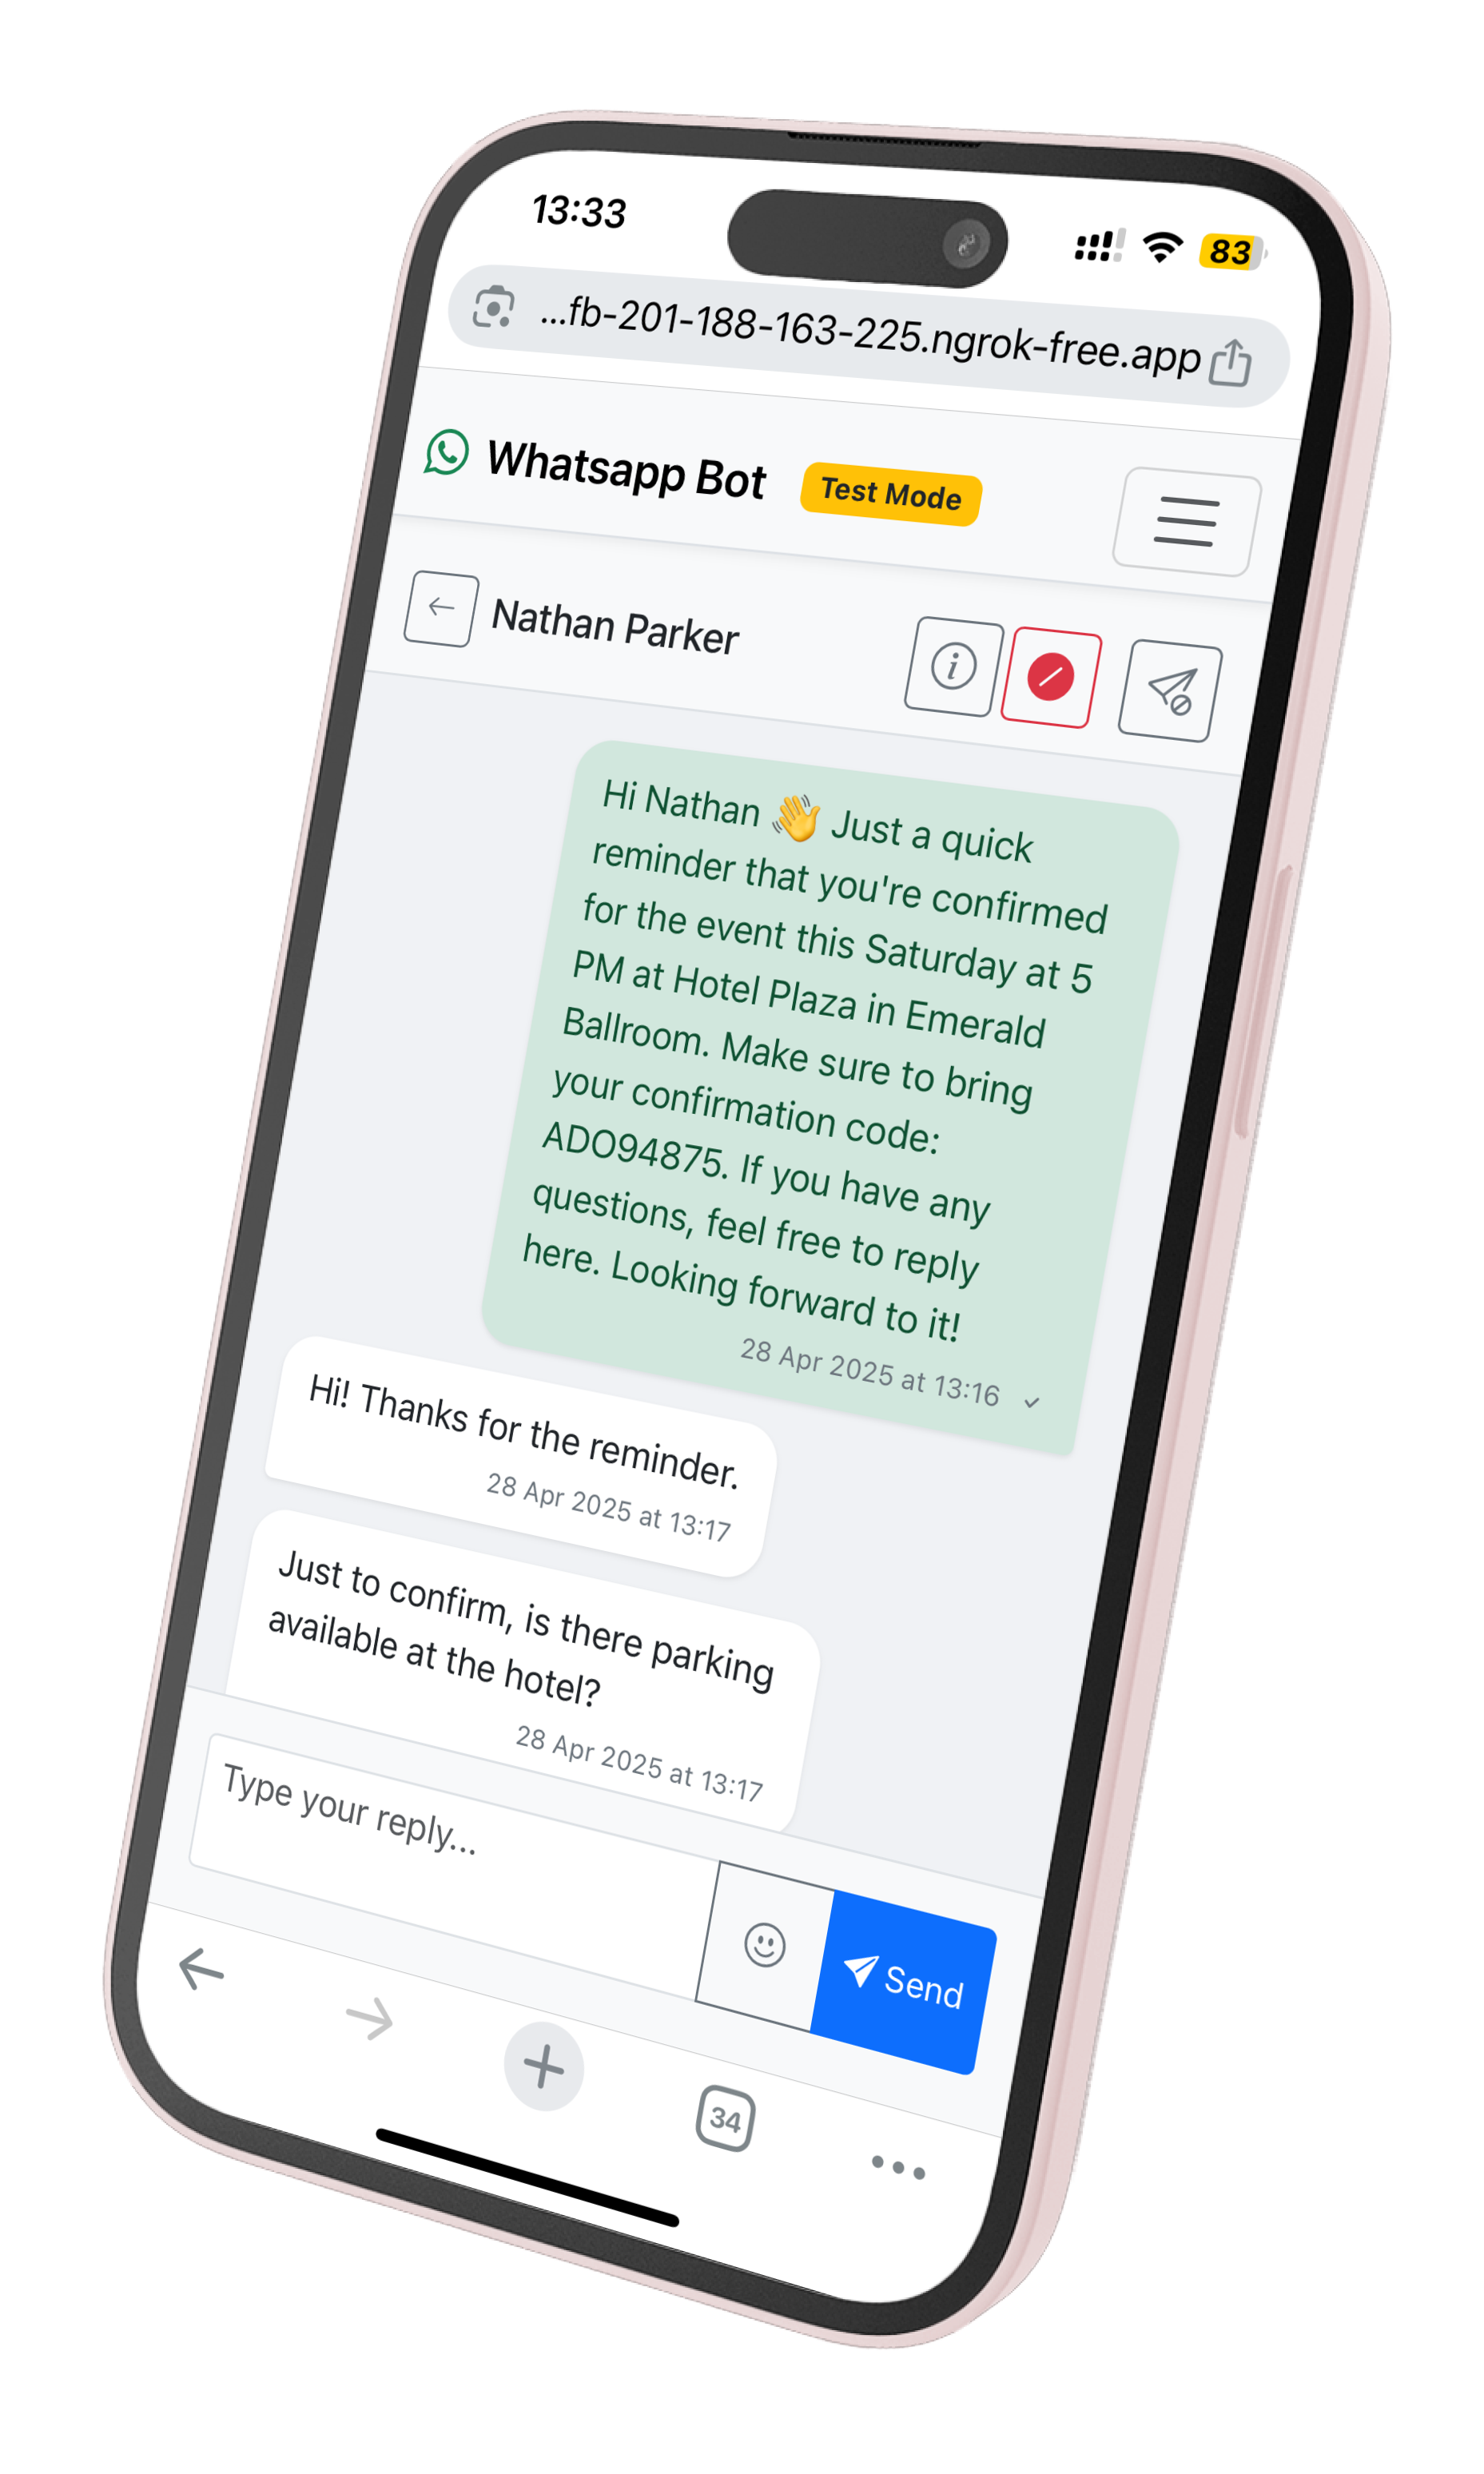 13:33
83
...fb-201-188-163-225.ngrok-free.app
Whatsapp Bot Test Mode
Nathan Parker
Hi Nathan 👋 Just a quick
reminder that you're confirmed
for the event this Saturday at 5
PM at Hotel Plaza in Emerald
Ballroom. Make sure to bring
your confirmation code:
ADO94875. If you have any
questions, feel free to reply
here. Looking forward to it!
28 Apr 2025 at 13:16 ✓
Hi! Thanks for the reminder.
28 Apr 2025 at 13:17
Just to confirm, is there parking
available at the hotel?
28 Apr 2025 at 13:17
Type your reply...
Send
34